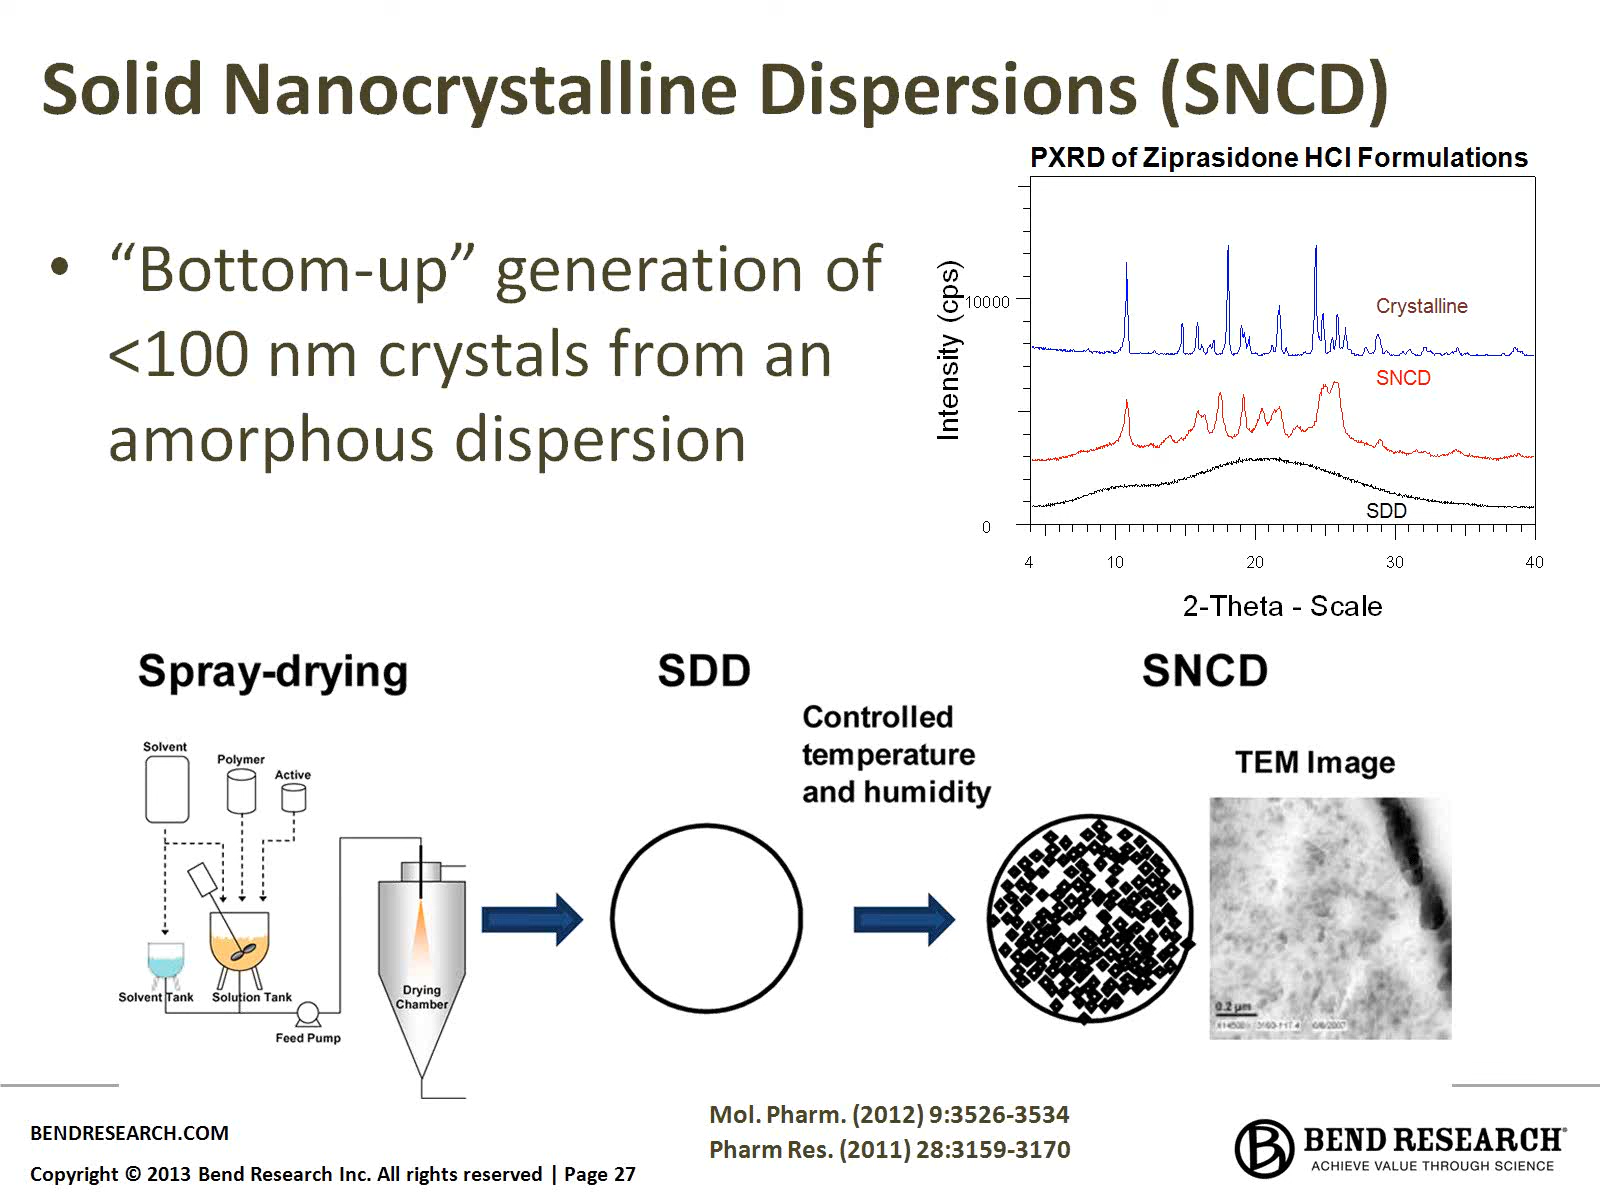 Solid Nanocrystalline Dispersions (SNCD)
• “Bottom-up” generation of
<100 nm crystals from an
amorphous dispersion
PXRD of Ziprasidone HCl Formulations
Intensity (cps)
10000
0
Crystalline
SNCD
SDD
4 10 20 30 40
2-Theta - Scale
Spray-drying
SDD
SNCD
Controlled
temperature
and humidity
TEM Image
Solvent
Polymer
Active
Solvent Tank
Solution Tank
Feed Pump
Drying
Chamber
0.2 µm
Mol. Pharm. (2012) 9:3526-3534
Pharm Res. (2011) 28:3159-3170
BENDRESEARCH.COM
Copyright © 2013 Bend Research Inc. All rights reserved | Page 27
BEND RESEARCH®
ACHIEVE VALUE THROUGH SCIENCE